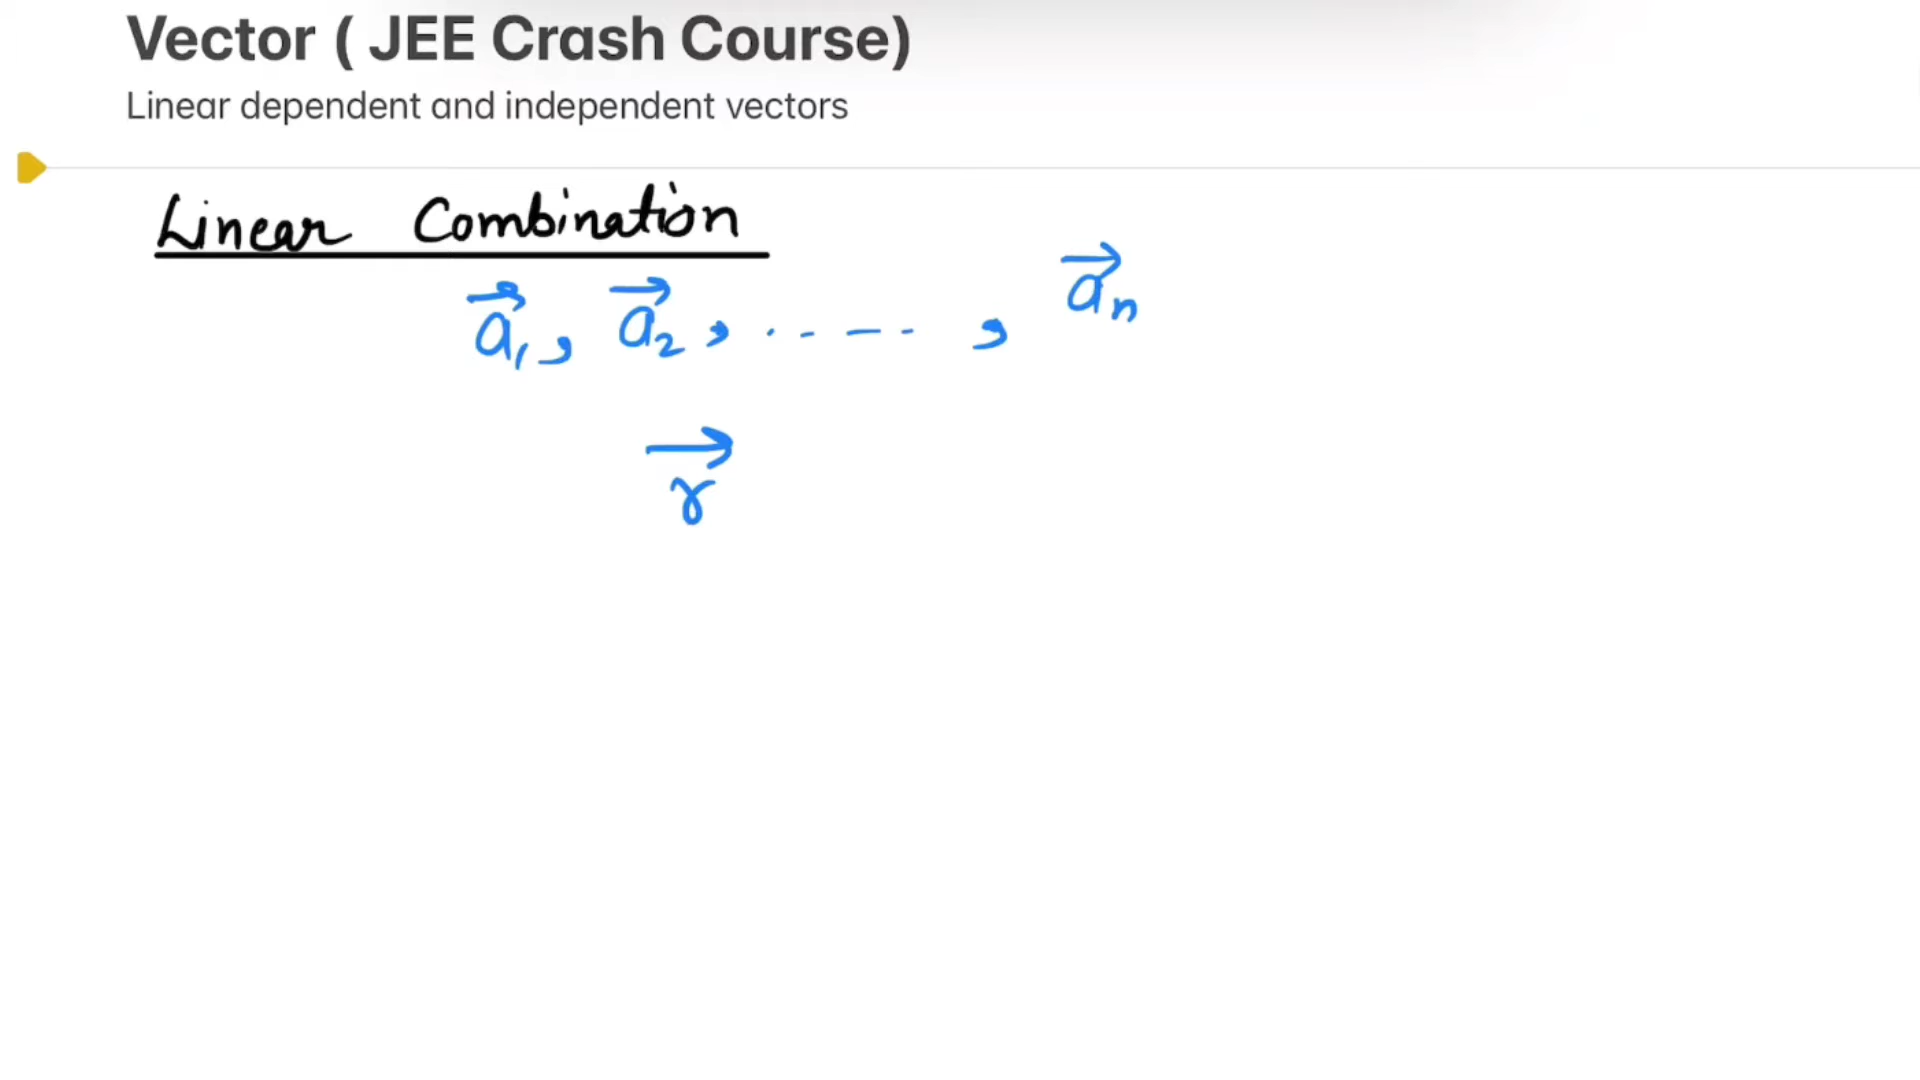 Vector ( JEE Crash Course)
Linear dependent and independent vectors
Linear Combination
a⃗₁, a⃗₂, ..---, a⃗ₙ
r⃗